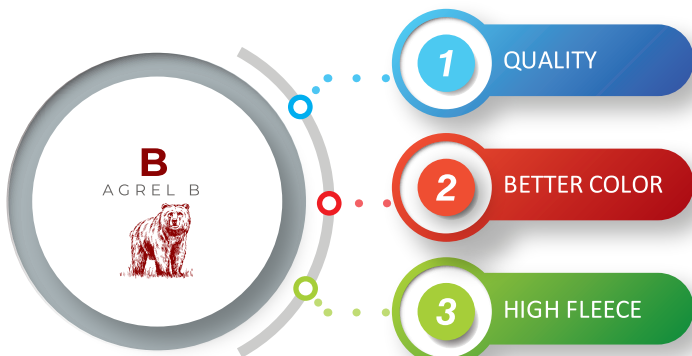 B
AGREL B
1
QUALITY
2
BETTER COLOR
3
HIGH FLEECE